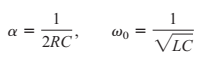 α = 1/2RC, ω₀ = 1/√LC